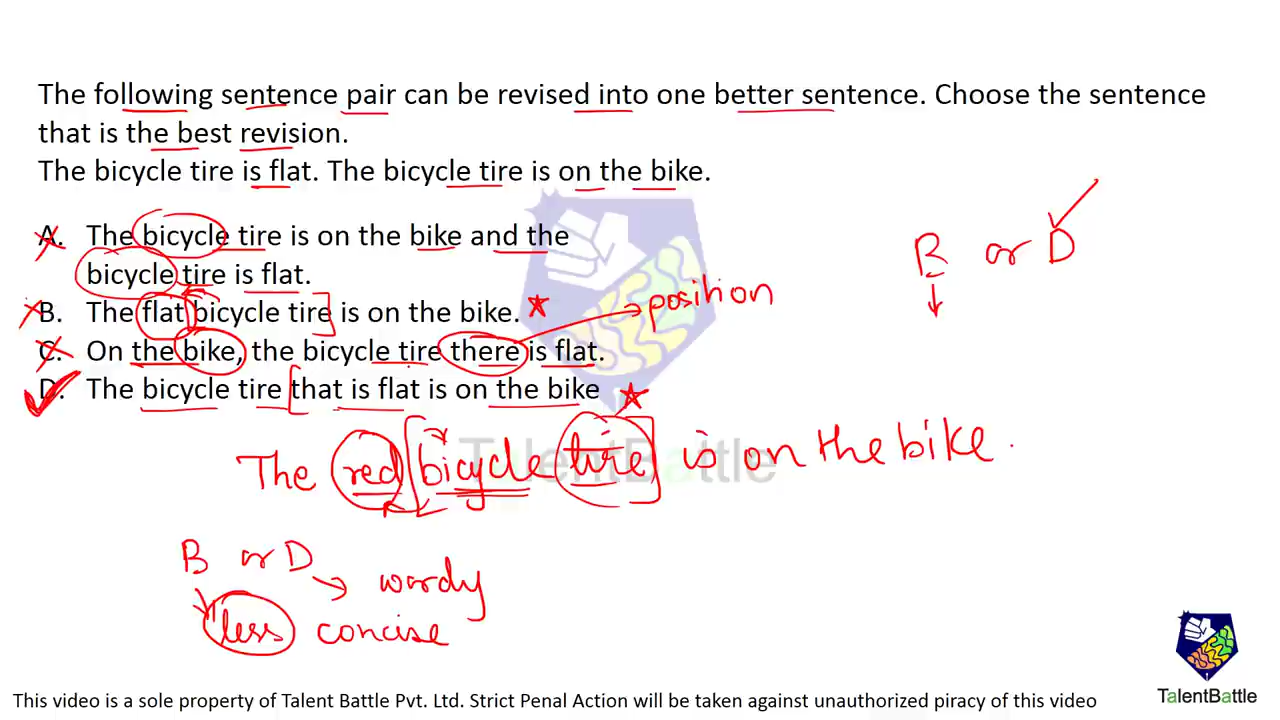 The following sentence pair can be revised into one better sentence. Choose the sentence
that is the best revision.
The bicycle tire is flat. The bicycle tire is on the bike.
A. The bicycle tire is on the bike and the
bicycle tire is flat.
B or D
B. The flat bicycle tire is on the bike.
position
C. On the bike, the bicycle tire there is flat.
D. The bicycle tire that is flat is on the bike
TalentBattle
The red [bicycle tire] is on the bike.
B or D
wordy
less concise
TalentBattle
This video is a sole property of Talent Battle Pvt. Ltd. Strict Penal Action will be taken against unauthorized piracy of this video